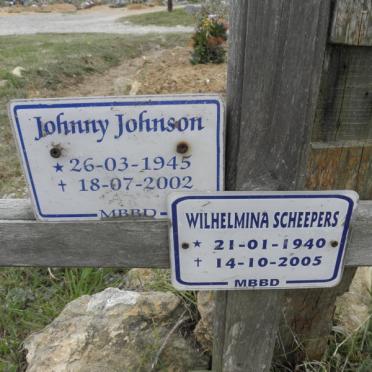 Johnny Johnson
★ 26-03-1945
† 18-07-2002
MBBD
WILHELMINA SCHEEPERS
★ 21-01-1940
† 14-10-2005
MBBD